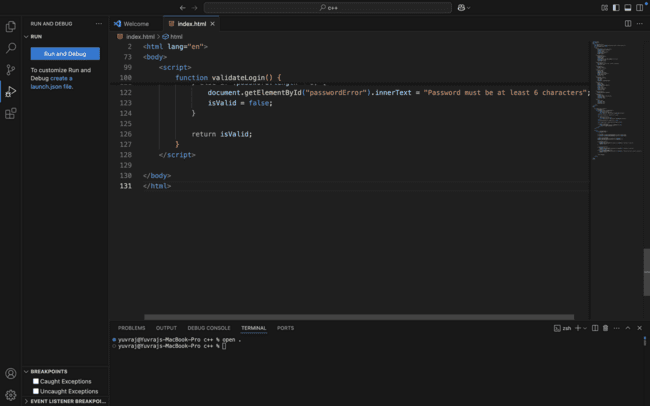 c++
RUN AND DEBUG
Welcome
index.html
RUN
index.html > html
Run and Debug
To customize Run and
Debug create a
launch.json file.
2 <html lang="en">
73 <body>
99 <script>
100 function validateLogin() {
122 document.getElementById("passwordError").innerText = "Password must be at least 6 characters";
123 isValid = false;
124 }
125
126 return isValid;
127 }
128 </script>
129
130 </body>
131 </html>
PROBLEMS OUTPUT DEBUG CONSOLE TERMINAL PORTS
zsh
yuvraj@Yuvrajs-MacBook-Pro c++ % open .
yuvraj@Yuvrajs-MacBook-Pro c++ %
BREAKPOINTS
Caught Exceptions
Uncaught Exceptions
EVENT LISTENER BREAKPOI...